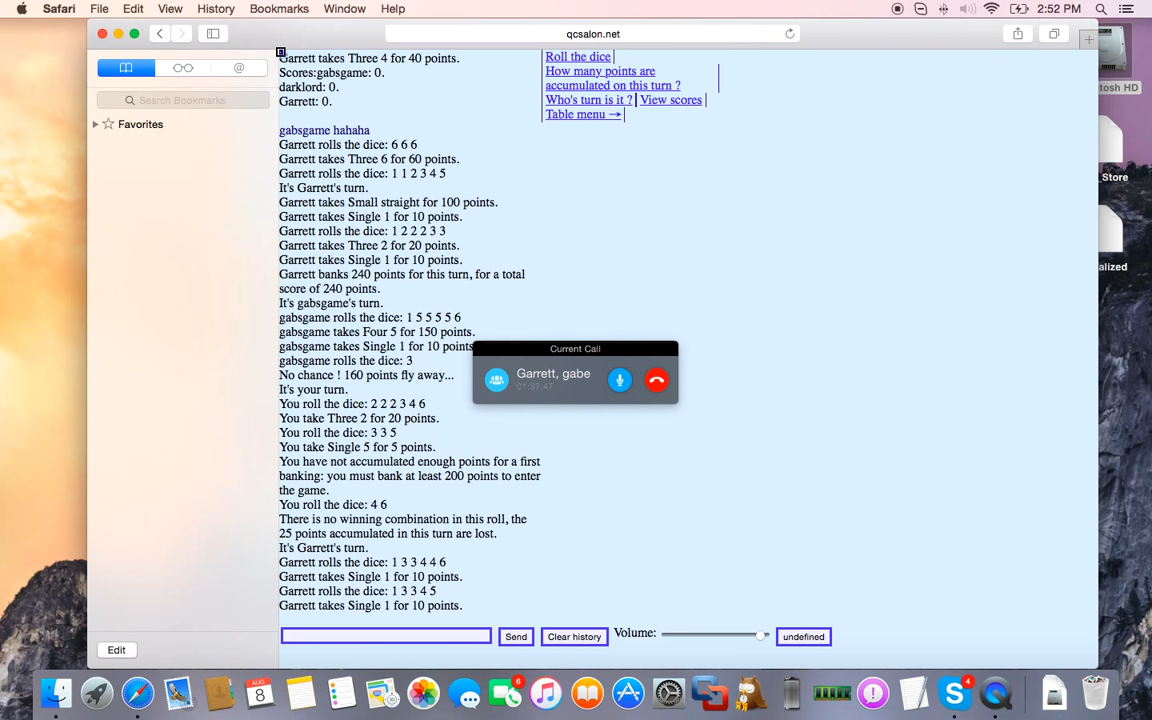 Safari File Edit View History Bookmarks Window Help
2:52 PM
qcsalon.net
Search Bookmarks
Favorites
Edit
Garrett takes Three 4 for 40 points.
Scores:gabsgame: 0.
darklord: 0.
Garrett: 0.
gabsgame hahaha
Garrett rolls the dice: 6 6 6
Garrett takes Three 6 for 60 points.
Garrett rolls the dice: 1 1 2 3 4 5
It's Garrett's turn.
Garrett takes Small straight for 100 points.
Garrett takes Single 1 for 10 points.
Garrett rolls the dice: 1 2 2 2 3 3
Garrett takes Three 2 for 20 points.
Garrett takes Single 1 for 10 points.
Garrett banks 240 points for this turn, for a total
score of 240 points.
It's gabsgame's turn.
gabsgame rolls the dice: 1 5 5 5 5 6
gabsgame takes Four 5 for 150 points.
gabsgame takes Single 1 for 10 points
gabsgame rolls the dice: 3
No chance ! 160 points fly away...
It's your turn.
You roll the dice: 2 2 2 3 4 6
You take Three 2 for 20 points.
You roll the dice: 3 3 5
You take Single 5 for 5 points.
You have not accumulated enough points for a first
banking: you must bank at least 200 points to enter
the game.
You roll the dice: 4 6
There is no winning combination in this roll, the
25 points accumulated in this turn are lost.
It's Garrett's turn.
Garrett rolls the dice: 1 3 3 4 4 6
Garrett takes Single 1 for 10 points.
Garrett rolls the dice: 1 3 3 4 5
Garrett takes Single 1 for 10 points.
Roll the dice
How many points are
accumulated on this turn ?
Who's turn is it ? View scores
Table menu →
Current Call
Garrett, gabe
01:37:47
Send Clear history Volume: undefined
tosh HD
_Store
alized
AUG
8
6
4